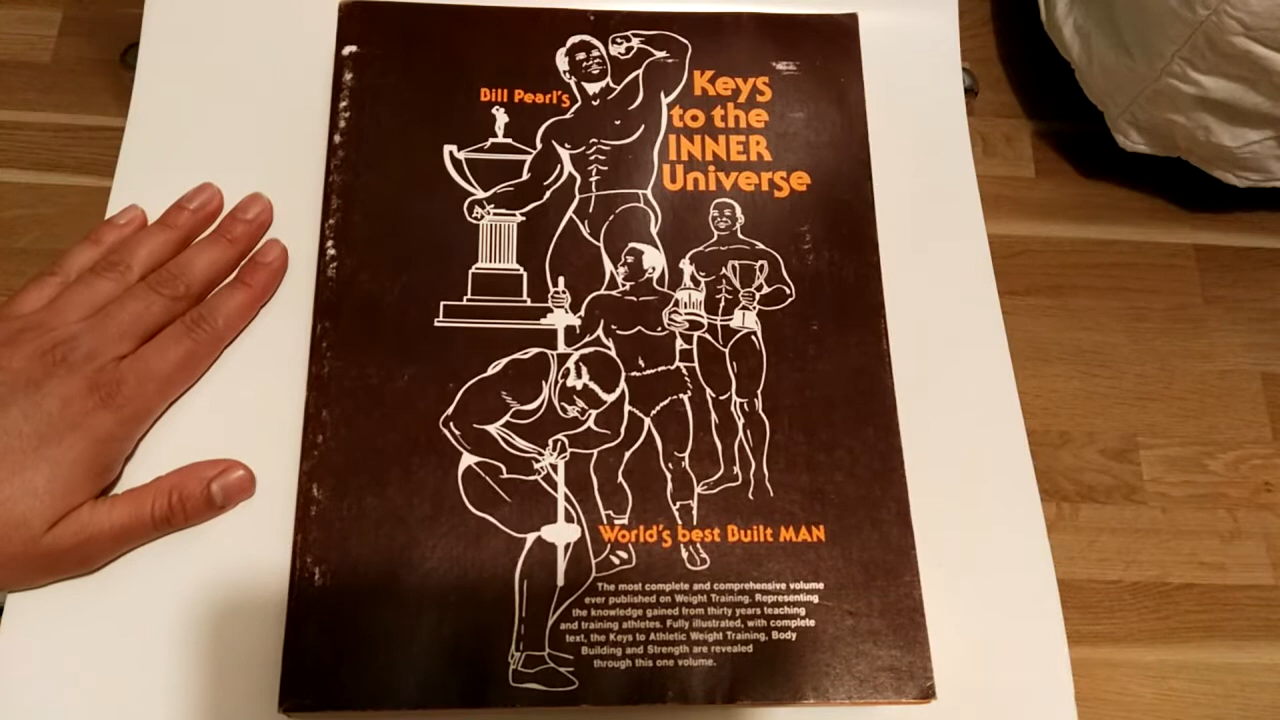 Bill Pearl's
Keys
to the
INNER
Universe
World's best Built MAN
The most complete and comprehensive volume
ever published on Weight Training. Representing
the knowledge gained from thirty years teaching
and training athletes. Fully illustrated, with complete
text, the Keys to Athletic Weight Training, Body
Building and Strength are revealed
through this one volume.